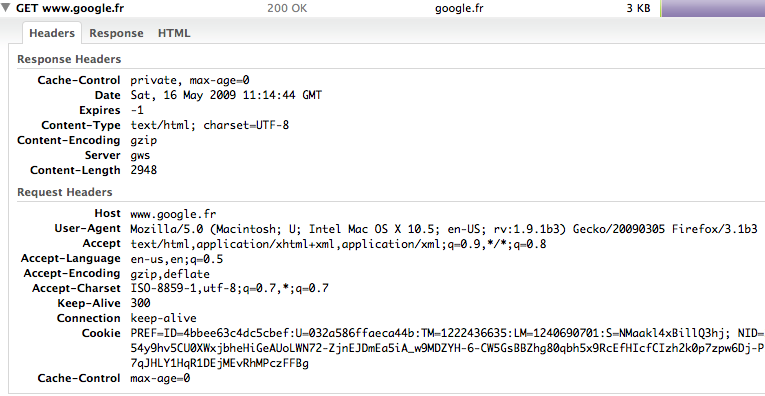 GET www.google.fr 200 OK google.fr 3 KB
Headers Response HTML
Response Headers
Cache-Control private, max-age=0
Date Sat, 16 May 2009 11:14:44 GMT
Expires -1
Content-Type text/html; charset=UTF-8
Content-Encoding gzip
Server gws
Content-Length 2948
Request Headers
Host www.google.fr
User-Agent Mozilla/5.0 (Macintosh; U; Intel Mac OS X 10.5; en-US; rv:1.9.1b3) Gecko/20090305 Firefox/3.1b3
Accept text/html,application/xhtml+xml,application/xml;q=0.9,*/*;q=0.8
Accept-Language en-us,en;q=0.5
Accept-Encoding gzip,deflate
Accept-Charset ISO-8859-1,utf-8;q=0.7,*;q=0.7
Keep-Alive 300
Connection keep-alive
Cookie PREF=ID=4bbee63c4dc5cbef:U=032a586ffaeca44b:TM=1222436635:LM=1240690701:S=NMaakl4xBillQ3hj; NID=
54y9hv5CU0XWxjbheHiGeAUoLWN72-ZjnEJDmEa5iA_w9MDZYH-6-CW5GsBBZhg80qbh5x9RcEfHIcfCIzh2k0p7zpw6Dj-P
7qJHLY1HqR1DEjMEvRhMPczFFBg
Cache-Control max-age=0